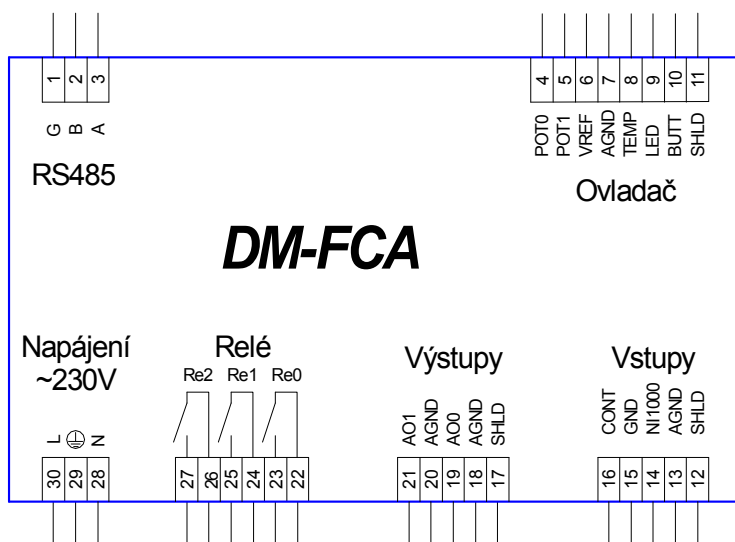 1 2 3
G B A
RS485
4 5 6 7 8 9 10 11
POT0 POT1 VREF AGND TEMP LED BUTT SHLD
Ovladač
DM-FCA
Napájení
~230V
L N
30 29 28
Relé
Re2 Re1 Re0
27 26 25 24 23 22
Výstupy
AO1 AGND AO0 AGND SHLD
21 20 19 18 17
Vstupy
CONT GND NI1000 AGND SHLD
16 15 14 13 12